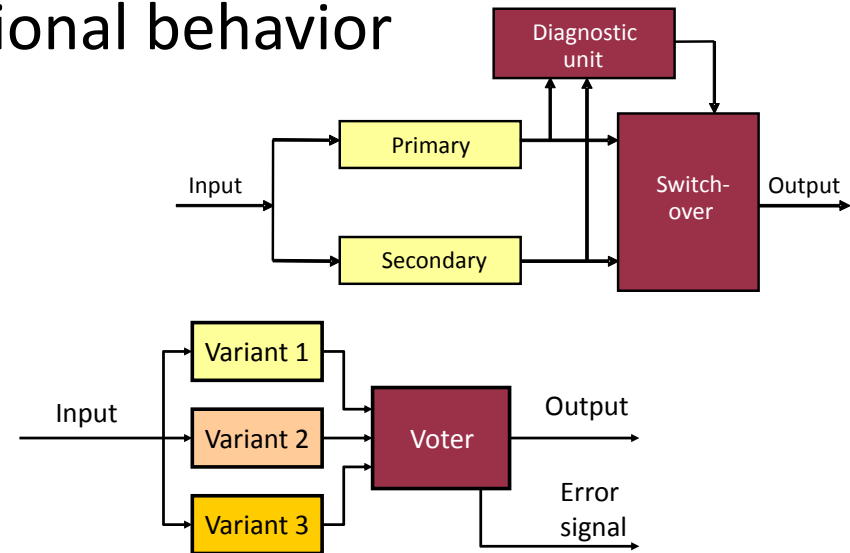 ional behavior
Diagnostic
unit
Primary
Input
Switch-
over
Output
Secondary
Variant 1
Input
Output
Variant 2
Voter
Error
signal
Variant 3